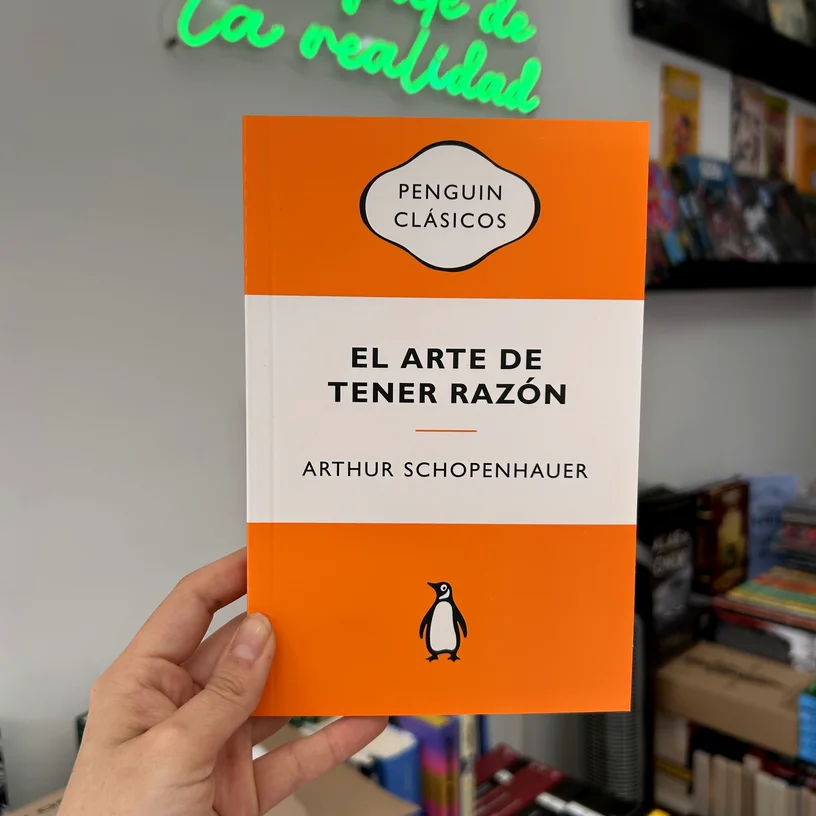 de
la realidad
PENGUIN
CLÁSICOS
EL ARTE DE
TENER RAZÓN
ARTHUR SCHOPENHAUER